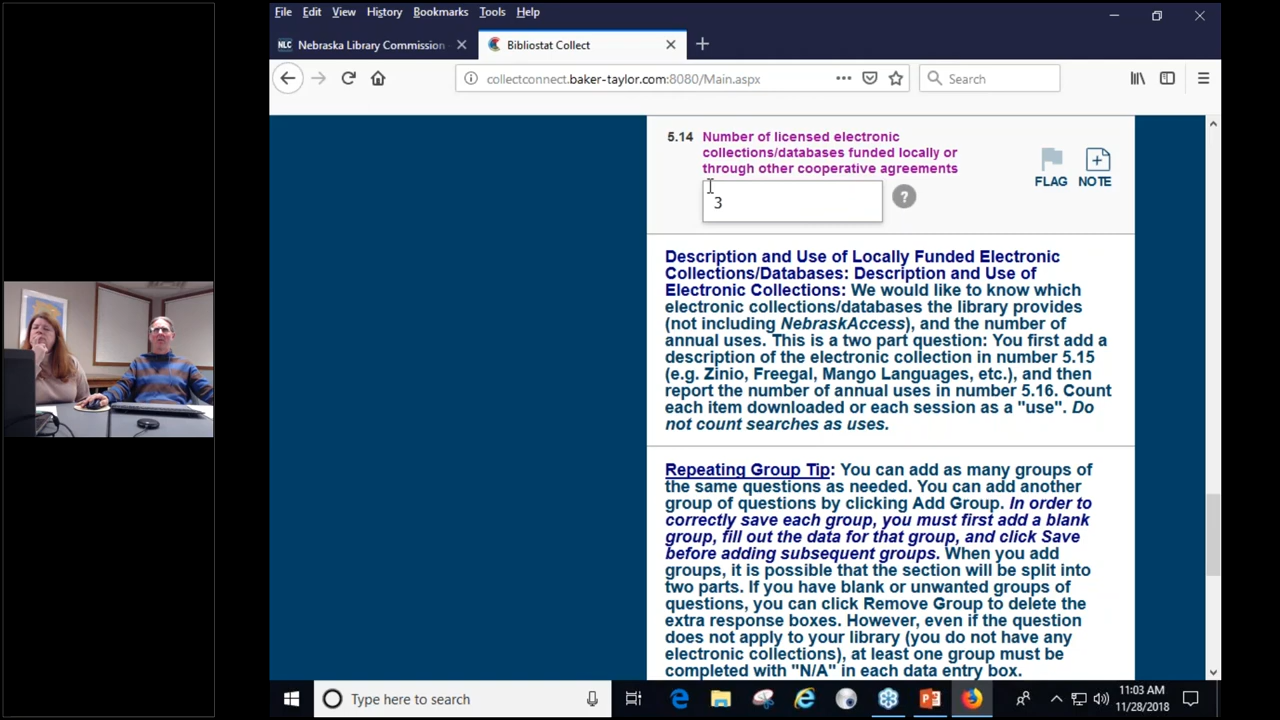 File Edit View History Bookmarks Tools Help
NLC Nebraska Library Commission
Bibliostat Collect
collectconnect.baker-taylor.com:8080/Main.aspx
Search
5.14 Number of licensed electronic
collections/databases funded locally or
through other cooperative agreements
FLAG NOTE
3
?
Description and Use of Locally Funded Electronic
Collections/Databases: Description and Use of
Electronic Collections: We would like to know which
electronic collections/databases the library provides
(not including NebraskAccess), and the number of
annual uses. This is a two part question: You first add a
description of the electronic collection in number 5.15
(e.g. Zinio, Freegal, Mango Languages, etc.), and then
report the number of annual uses in number 5.16. Count
each item downloaded or each session as a "use". Do
not count searches as uses.
Repeating Group Tip: You can add as many groups of
the same questions as needed. You can add another
group of questions by clicking Add Group. In order to
correctly save each group, you must first add a blank
group, fill out the data for that group, and click Save
before adding subsequent groups. When you add
groups, it is possible that the section will be split into
two parts. If you have blank or unwanted groups of
questions, you can click Remove Group to delete the
extra response boxes. However, even if the question
does not apply to your library (you do not have any
electronic collections), at least one group must be
completed with "N/A" in each data entry box.
Type here to search
11:03 AM
11/28/2018